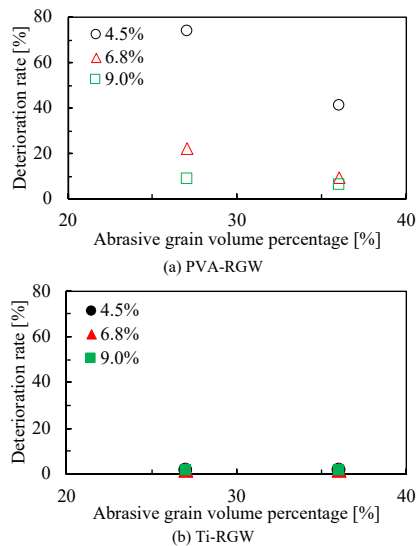 80
60
40
20
0
Deterioration rate [%]
4.5%
6.8%
9.0%
20 30 40
Abrasive grain volume percentage [%]
(a) PVA-RGW
80
60
40
20
0
Deterioration rate [%]
4.5%
6.8%
9.0%
20 30 40
Abrasive grain volume percentage [%]
(b) Ti-RGW